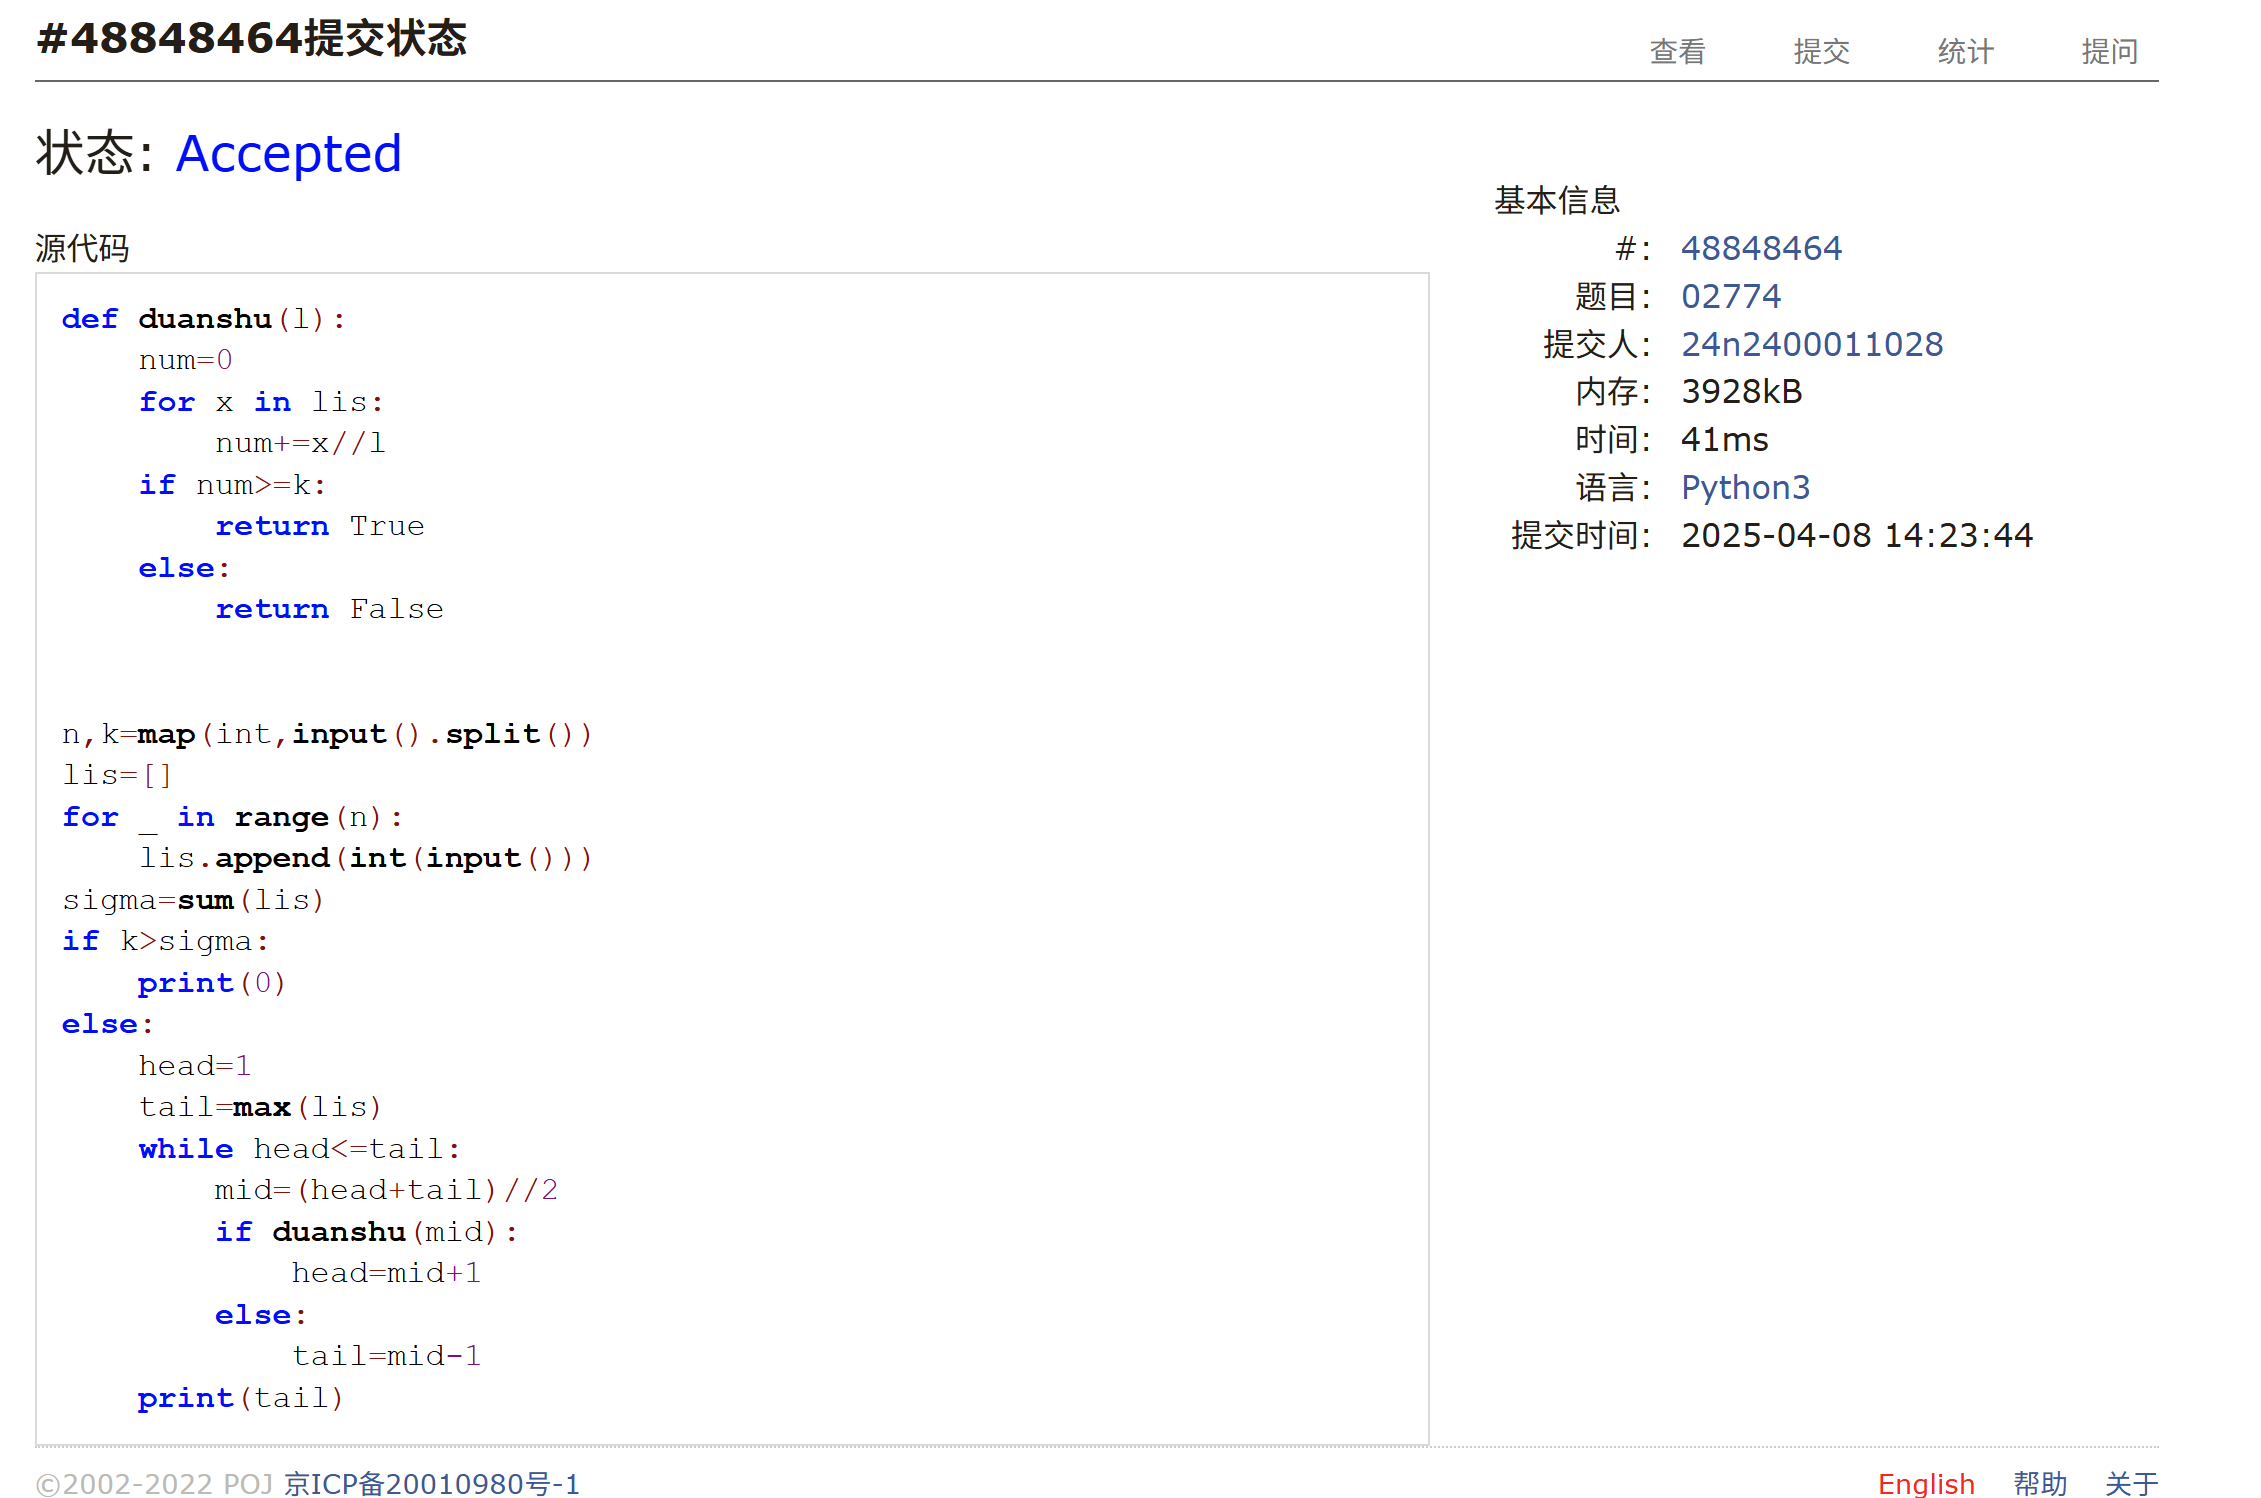 #48848464提交状态
查看 提交 统计 提问
状态: Accepted
源代码
def duanshu(l):
    num=0
    for x in lis:
        num+=x//l
    if num>=k:
        return True
    else:
        return False
n,k=map(int,input().split())
lis=[]
for _ in range(n):
    lis.append(int(input()))
sigma=sum(lis)
if k>sigma:
    print(0)
else:
    head=1
    tail=max(lis)
    while head<=tail:
        mid=(head+tail)//2
        if duanshu(mid):
            head=mid+1
        else:
            tail=mid-1
    print(tail)
基本信息
#: 48848464
题目: 02774
提交人: 24n2400011028
内存: 3928kB
时间: 41ms
语言: Python3
提交时间: 2025-04-08 14:23:44
©2002-2022 POJ 京ICP备20010980号-1
English 帮助 关于